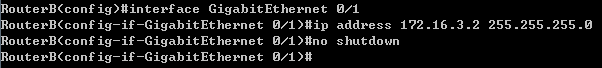 RouterB(config)#interface GigabitEthernet 0/1
RouterB(config-if-GigabitEthernet 0/1)#ip address 172.16.3.2 255.255.255.0
RouterB(config-if-GigabitEthernet 0/1)#no shutdown
RouterB(config-if-GigabitEthernet 0/1)#